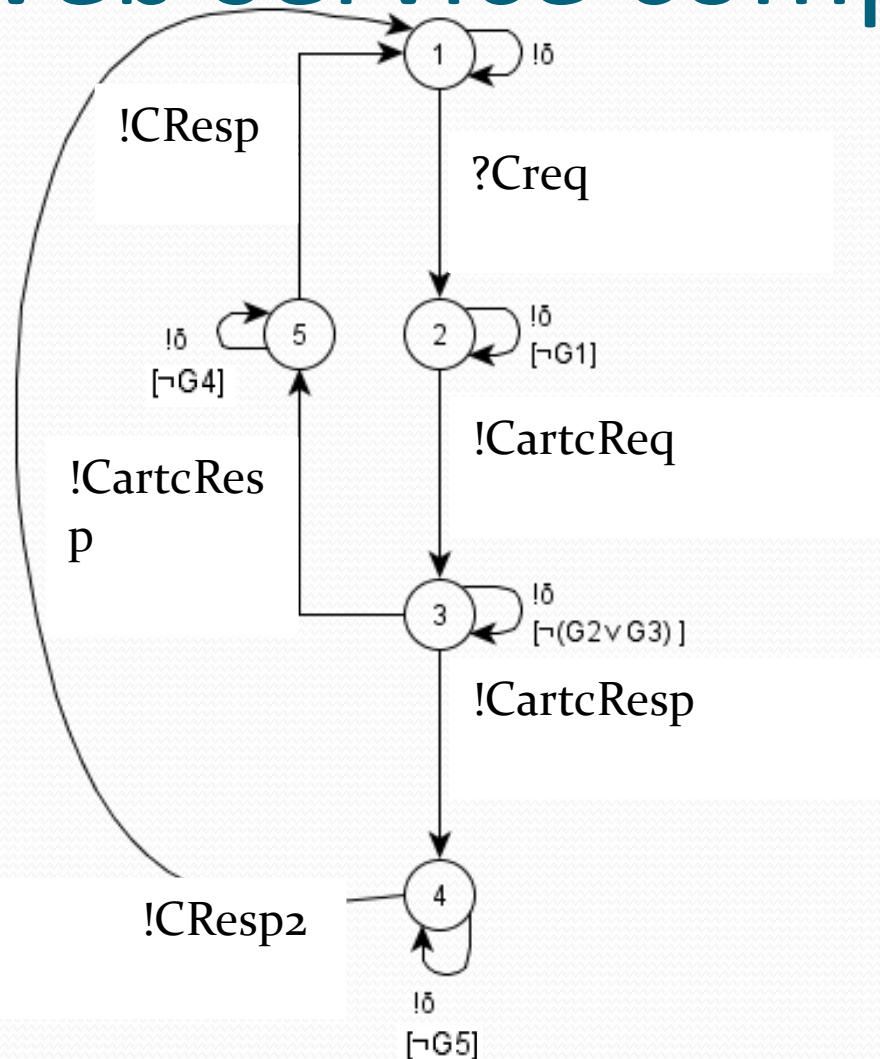 1
!δ
!CResp
?Creq
5
!δ
[¬G4]
2
!δ
[¬G1]
!CartcReq
!CartcRes
p
3
!δ
[¬(G2∨G3) ]
!CartcResp
4
!CResp2
!δ
[¬G5]